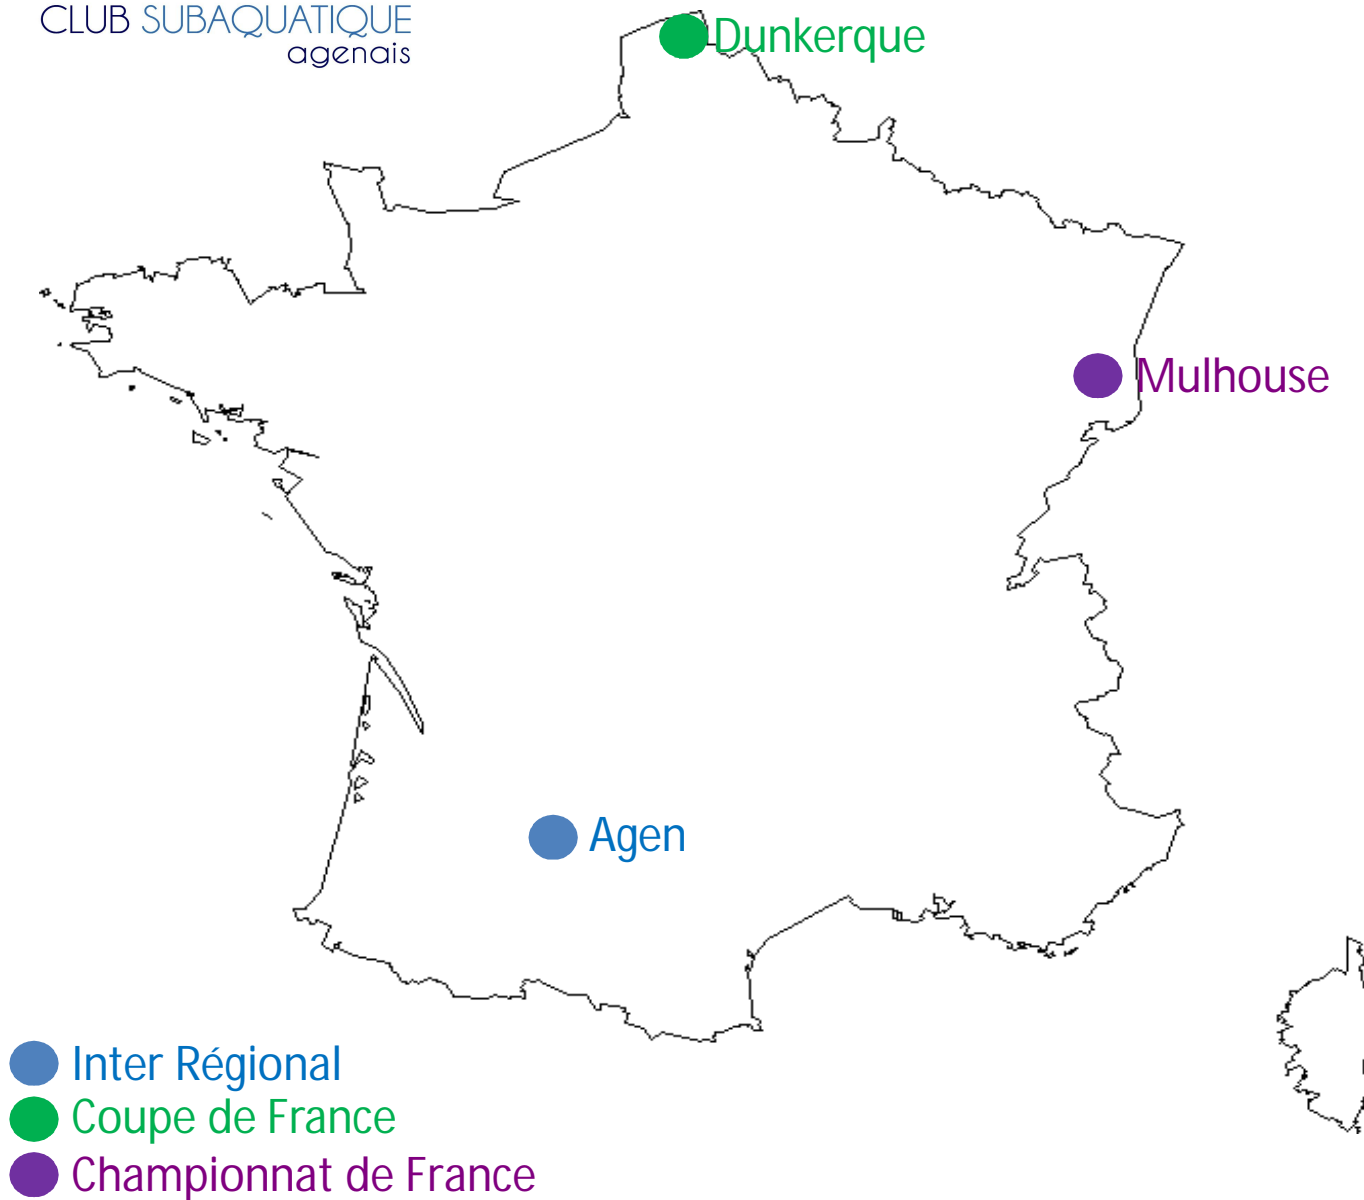 CLUB SUBAQUATIQUE
agenais
Dunkerque
Mulhouse
Agen
Inter Régional
Coupe de France
Championnat de France